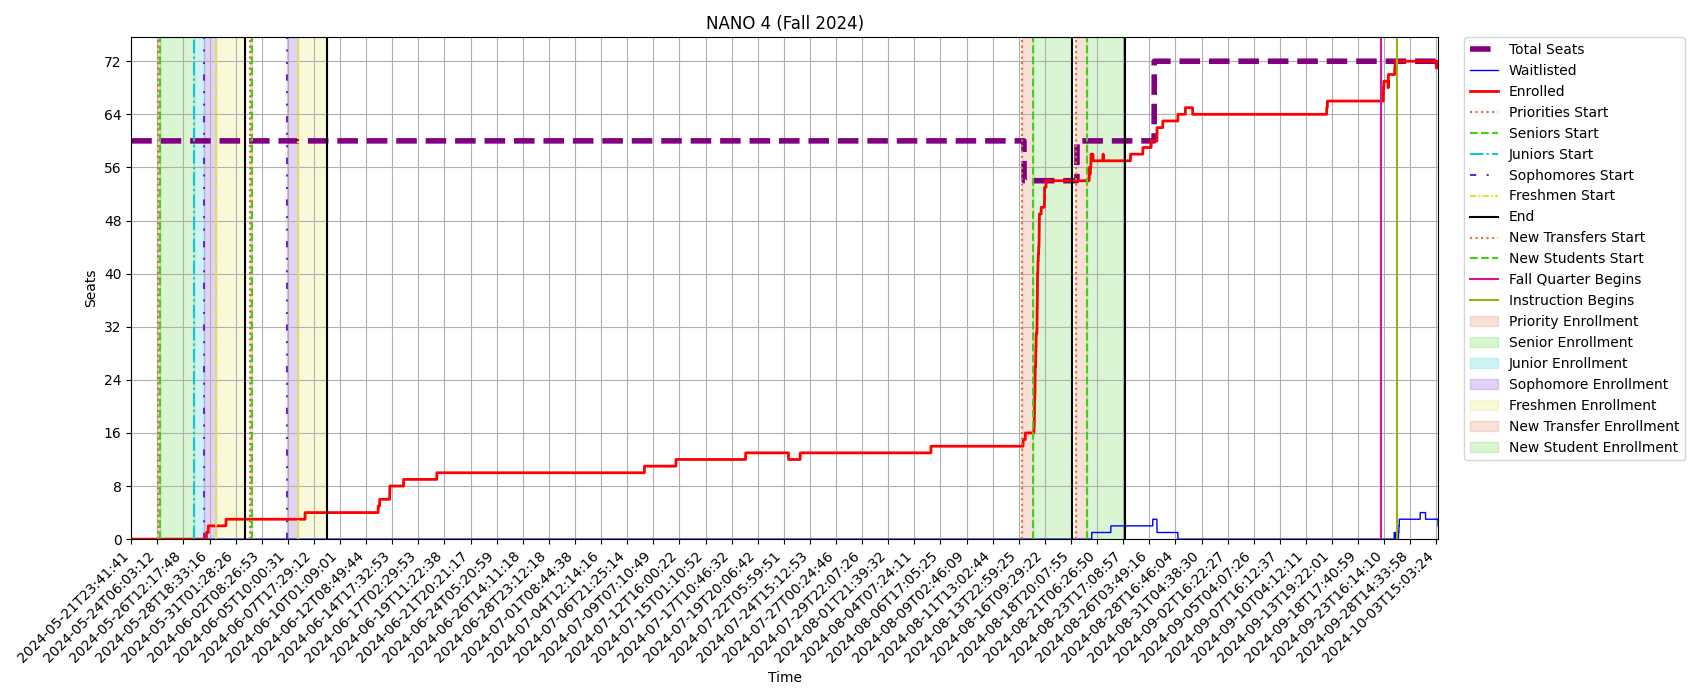 NANO 4 (Fall 2024)
Seats
72
64
56
48
40
32
24
16
8
0
2024-05-21T23:41:41
2024-05-24T06:03:12
2024-05-26T12:17:48
2024-05-28T18:33:16
2024-05-31T01:28:26
2024-06-02T08:26:53
2024-06-05T10:00:31
2024-06-07T17:29:12
2024-06-10T01:09:01
2024-06-12T08:49:44
2024-06-14T17:32:53
2024-06-17T02:29:53
2024-06-19T11:22:38
2024-06-21T20:21:17
2024-06-24T05:20:59
2024-06-26T14:11:18
2024-06-28T23:12:18
2024-07-01T08:44:38
2024-07-04T12:14:16
2024-07-06T21:25:14
2024-07-09T07:10:49
2024-07-12T16:00:22
2024-07-15T01:10:52
2024-07-17T10:46:32
2024-07-19T20:06:42
2024-07-22T05:59:51
2024-07-24T15:12:53
2024-07-27T00:24:46
2024-07-29T10:07:26
2024-08-01T21:39:32
2024-08-04T07:24:11
2024-08-06T17:05:25
2024-08-09T02:46:09
2024-08-11T13:02:44
2024-08-13T22:59:25
2024-08-16T09:29:22
2024-08-18T20:07:55
2024-08-21T06:26:50
2024-08-23T17:08:57
2024-08-26T03:49:16
2024-08-28T16:46:04
2024-08-31T04:38:30
2024-09-02T16:22:27
2024-09-05T04:07:26
2024-09-07T16:12:37
2024-09-10T04:12:11
2024-09-13T19:22:01
2024-09-18T17:40:59
2024-09-23T16:14:10
2024-09-28T14:33:58
2024-10-03T15:03:24
Time
Total Seats
Waitlisted
Enrolled
Priorities Start
Seniors Start
Juniors Start
Sophomores Start
Freshmen Start
End
New Transfers Start
New Students Start
Fall Quarter Begins
Instruction Begins
Priority Enrollment
Senior Enrollment
Junior Enrollment
Sophomore Enrollment
Freshmen Enrollment
New Transfer Enrollment
New Student Enrollment